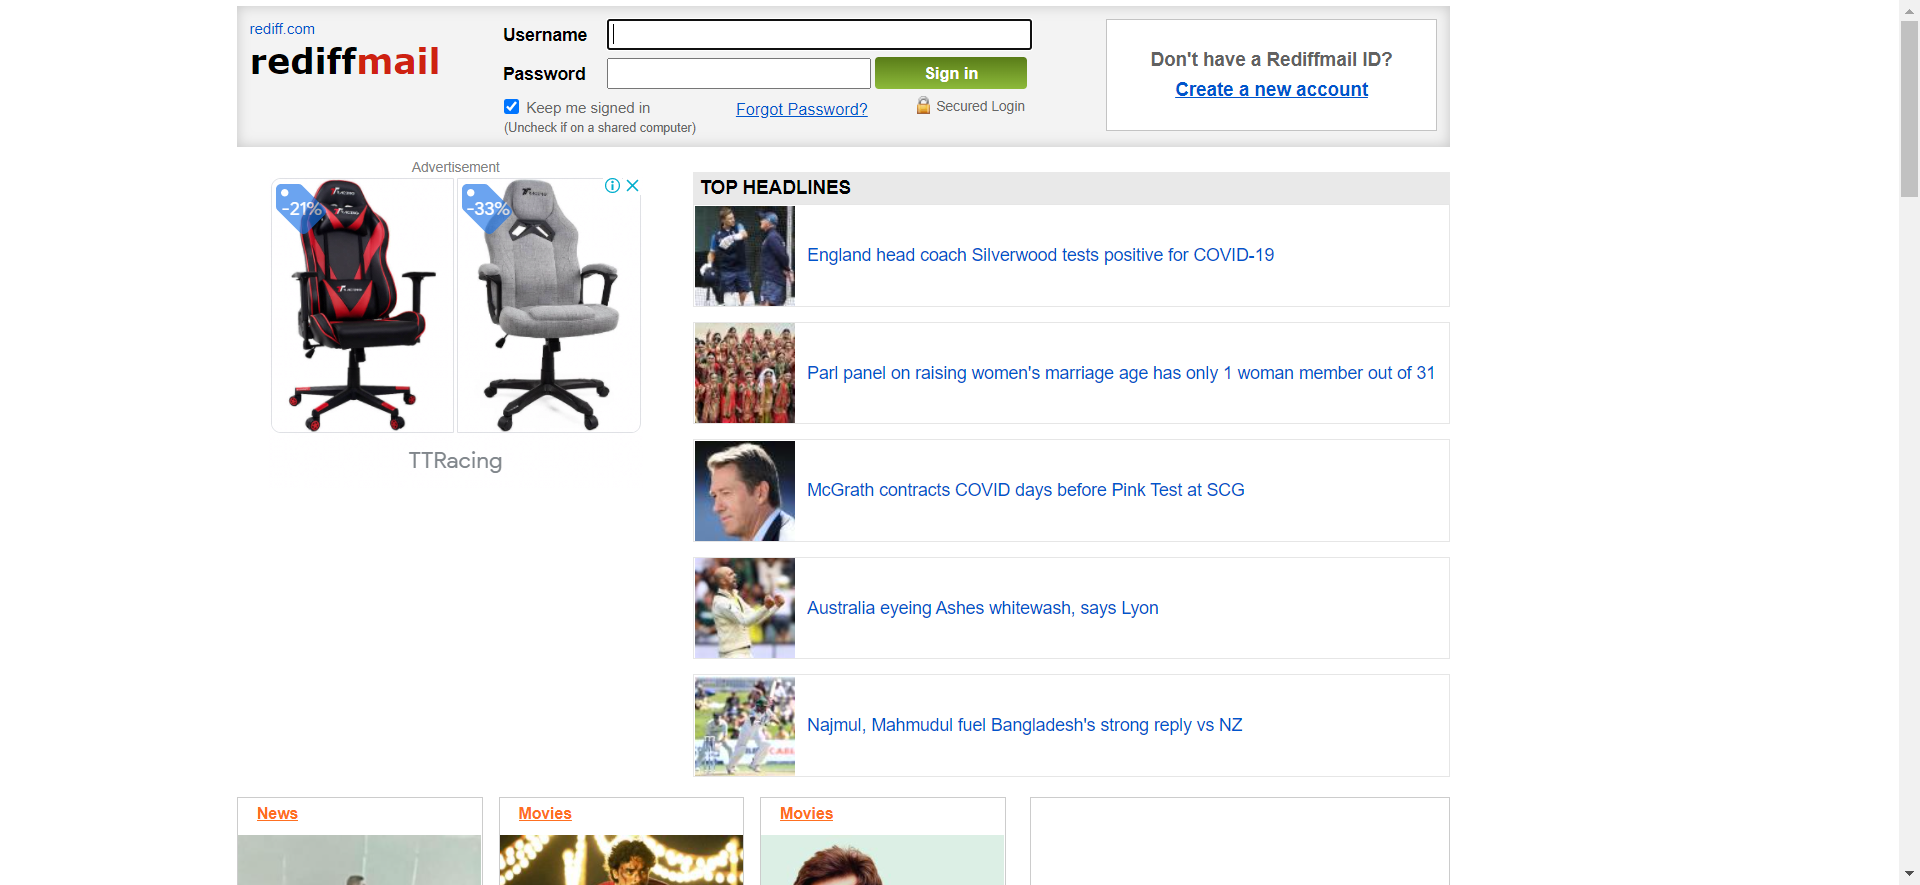 rediff.com
rediffmail
Username
Password
Sign in
Keep me signed in
(Uncheck if on a shared computer)
Forgot Password?
Secured Login
Don't have a Rediffmail ID?
Create a new account
Advertisement
-21%
-33%
TTRacing
TOP HEADLINES
England head coach Silverwood tests positive for COVID-19
Parl panel on raising women's marriage age has only 1 woman member out of 31
McGrath contracts COVID days before Pink Test at SCG
Australia eyeing Ashes whitewash, says Lyon
Najmul, Mahmudul fuel Bangladesh's strong reply vs NZ
News
Movies
Movies